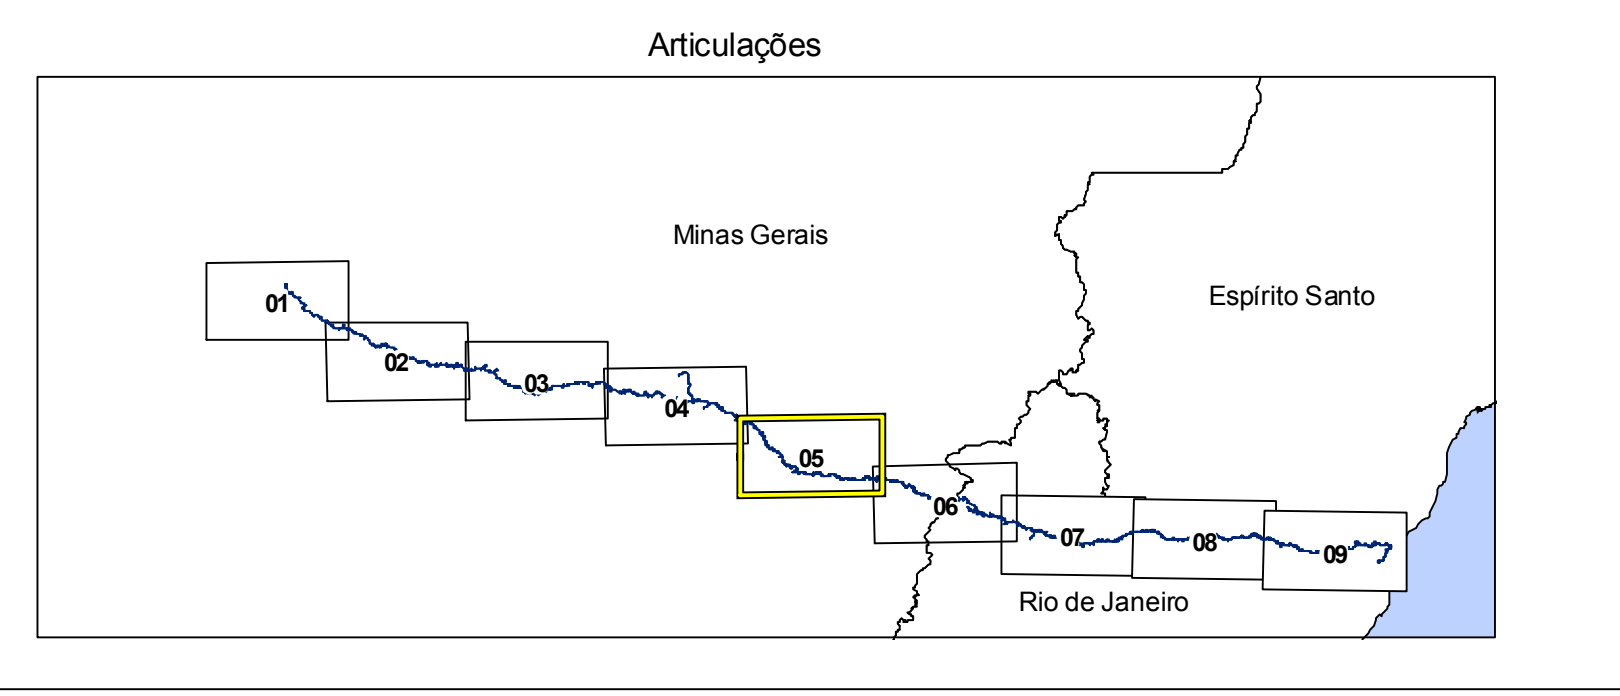 Articulações
Minas Gerais
Espírito Santo
01
02
03
04
05
06
07
08
09
Rio de Janeiro